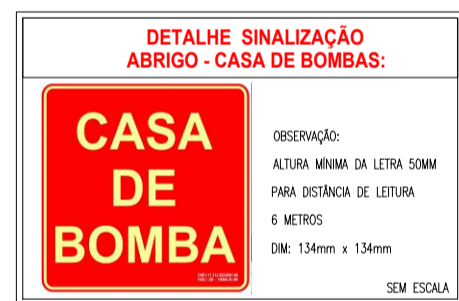 DETALHE SINALIZAÇÃO
ABRIGO - CASA DE BOMBAS:
CASA
DE
BOMBA
OBSERVAÇÃO:
ALTURA MÍNIMA DA LETRA 50MM
PARA DISTÂNCIA DE LEITURA
6 METROS
DIM: 134mm x 134mm
SEM ESCALA